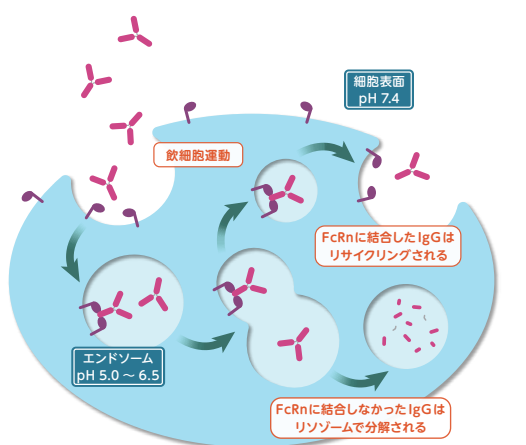 細胞表面
pH 7.4
飲細胞運動
FcRnに結合したIgGは
リサイクリングされる
エンドソーム
pH 5.0 ～ 6.5
FcRnに結合しなかったIgGは
リソゾームで分解される